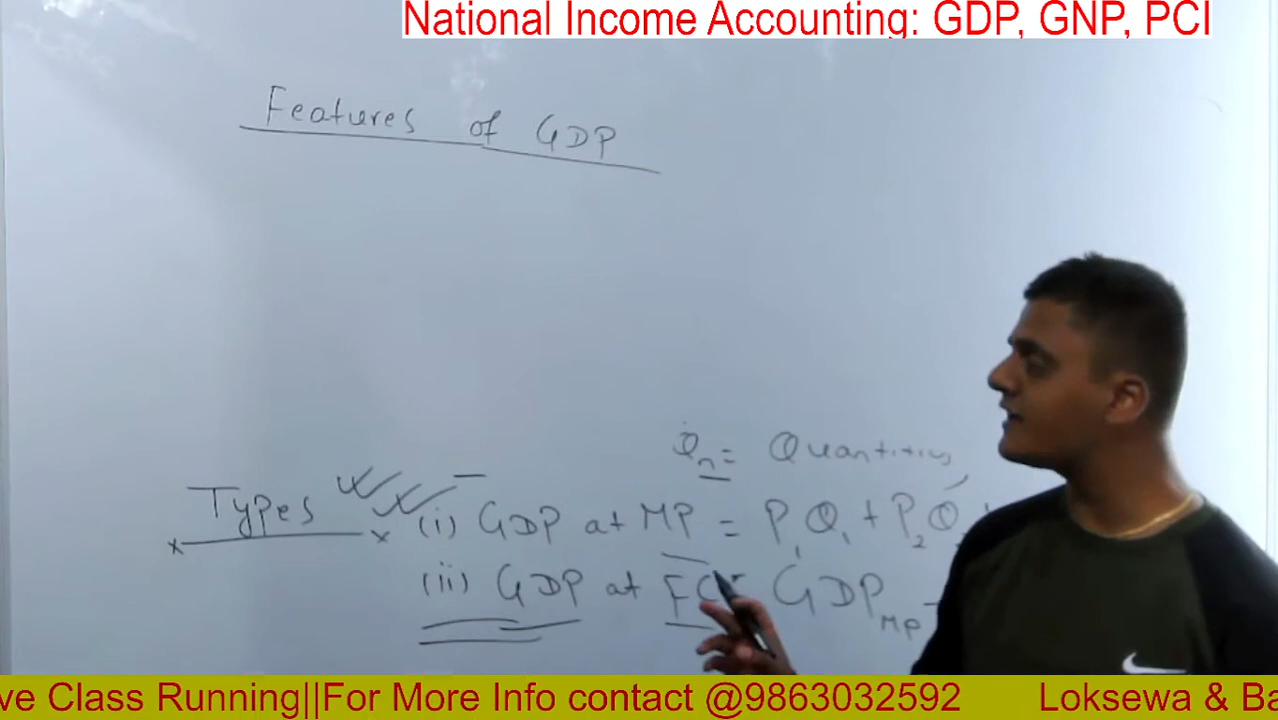 National Income Accounting: GDP, GNP, PCI
Features of GDP
Qn = Quantities
Types (i) GDP at MP = P1Q1 + P2Q2
(ii) GDP at FC = GDPMP -
ve Class Running||For More Info contact @9863032592 Loksewa & Ba